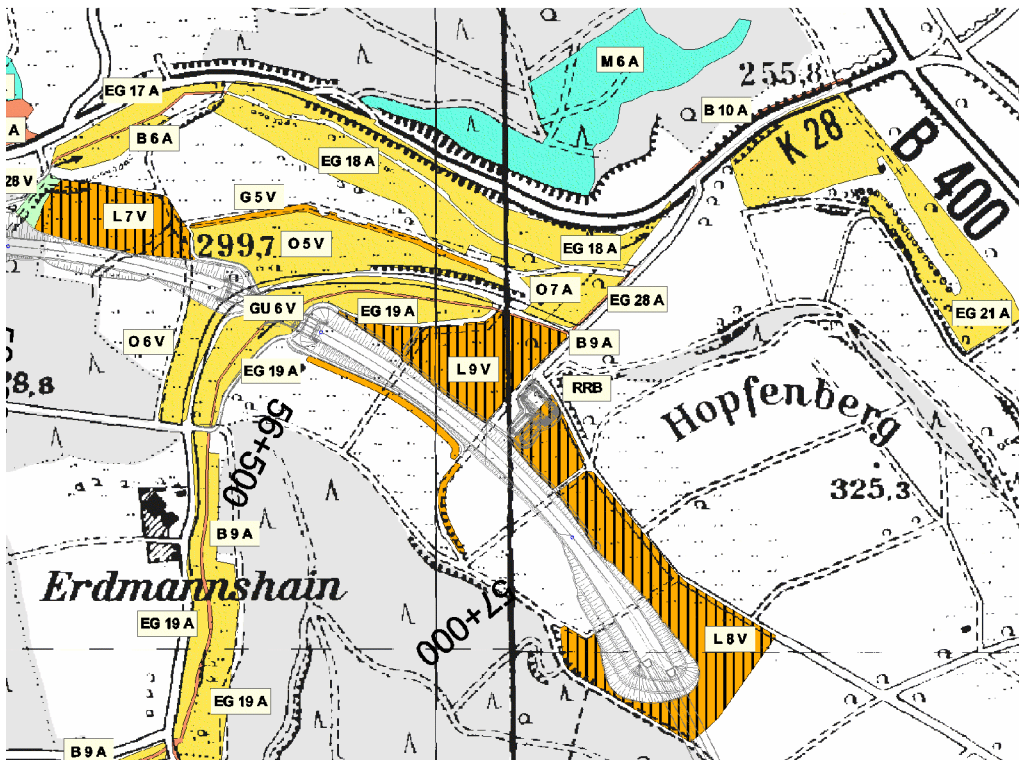 M 6 A
255,8
EG 17 A
B 10 A
A
B 6 A
K 28
EG 18 A
B 400
28 V
G 5 V
L 7 V
299,7
O 5 V
EG 18 A
O 7 A
EG 28 A
GU 6 V
EG 19 A
EG 21 A
O 6 V
B 9 A
EG 19 A
L 9 V
RRB
8,8
Hopfenberg
56+500
325,3
B 9 A
Erdmannshain
57+000
EG 19 A
L 8 V
EG 19 A
B 9 A